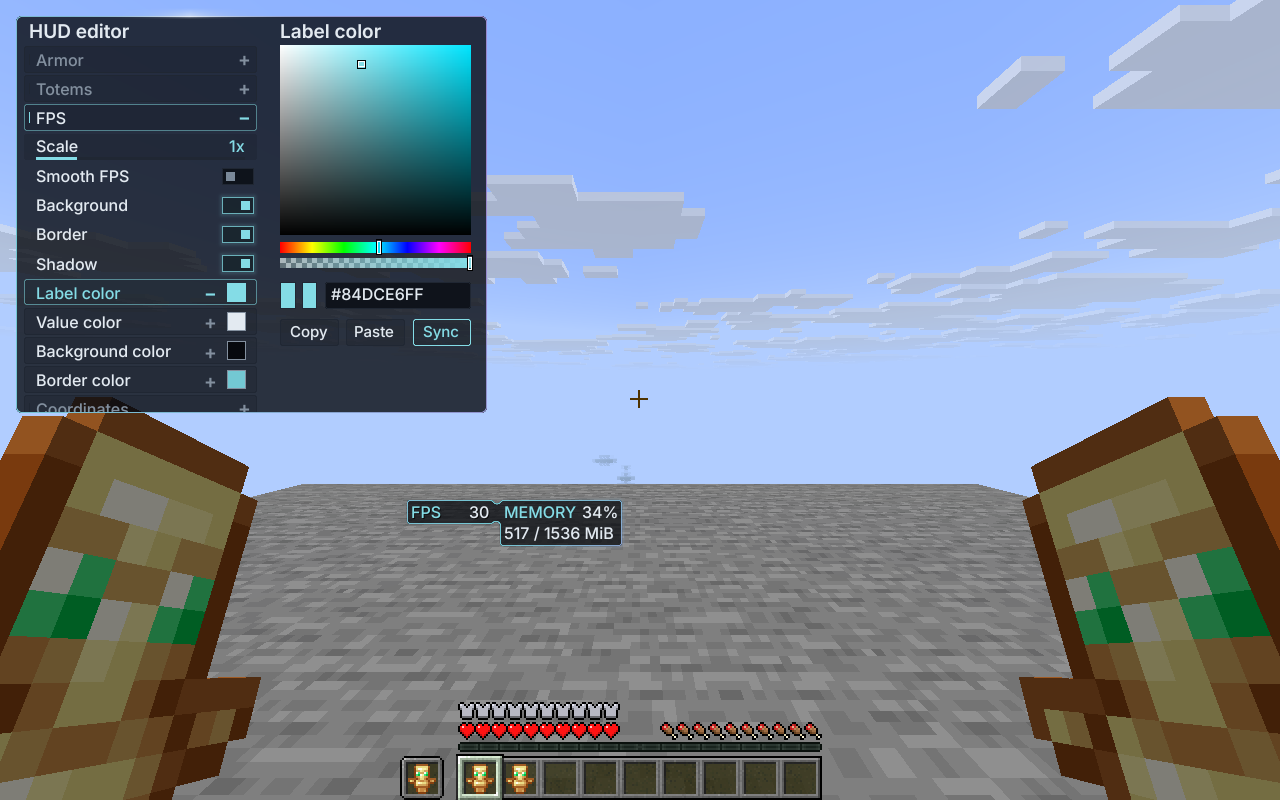 HUD editor
Armor +
Totems +
FPS −
Scale 1x
Smooth FPS
Background
Border
Shadow
Label color −
Value color +
Background color +
Border color +
Coordinates +
Label color
#84DCE6FF
Copy Paste Sync
FPS 30
MEMORY 34%
517 / 1536 MiB